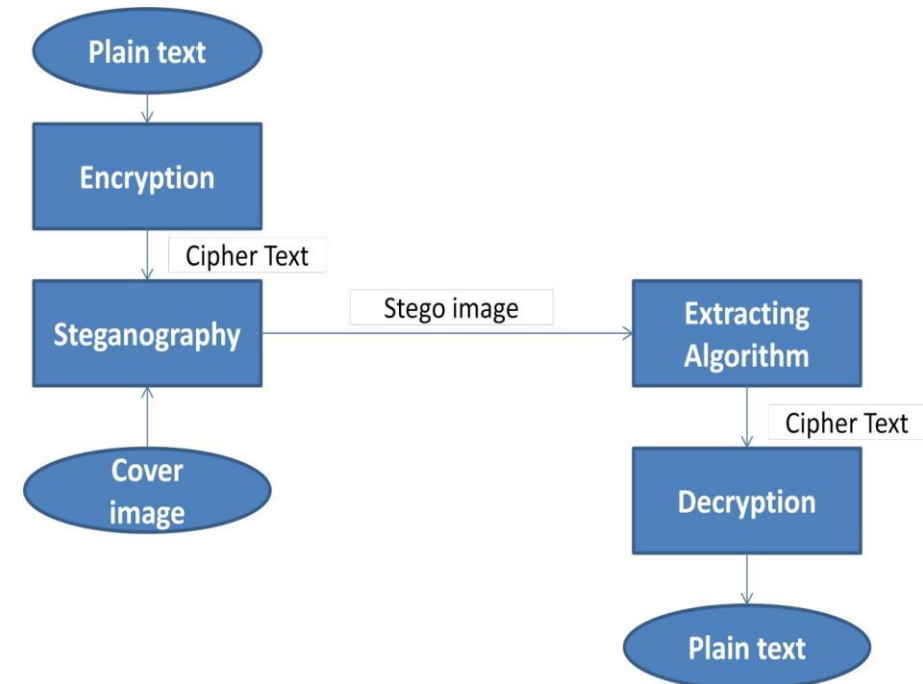 Plain text
Encryption
Cipher Text
Steganography
Stego image
Extracting
Algorithm
Cipher Text
Cover
image
Decryption
Plain text